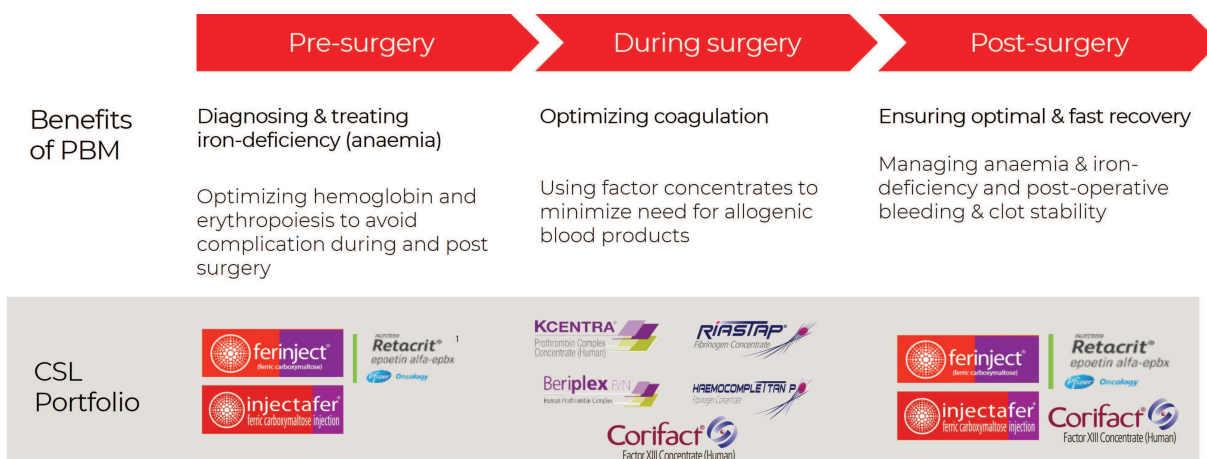 Pre-surgery
During surgery
Post-surgery
Benefits
of PBM
Diagnosing & treating
iron-deficiency (anaemia)
Optimizing hemoglobin and
erythropoiesis to avoid
complication during and post
surgery
Optimizing coagulation
Using factor concentrates to
minimize need for allogenic
blood products
Ensuring optimal & fast recovery
Managing anaemia & iron-
deficiency and post-operative
bleeding & clot stability
CSL
Portfolio
ferinject®
(ferric carboxymaltose)
injectafer®
ferric carboxymaltose injection
Retacrit® 1
epoetin alfa-epbx
Pfizer Oncology
KCENTRA®
Prothrombin Complex
Concentrate (Human)
RIASTAP®
Fibrinogen Concentrate
Beriplex P/N
Human Prothrombin Complex
HAEMOCOMPLETTAN P®
Fibrinogen Concentrate
Corifact®
Factor XIII Concentrate (Human)
ferinject®
(ferric carboxymaltose)
injectafer®
ferric carboxymaltose injection
Retacrit®
epoetin alfa-epbx
Pfizer Oncology
Corifact®
Factor XIII Concentrate (Human)